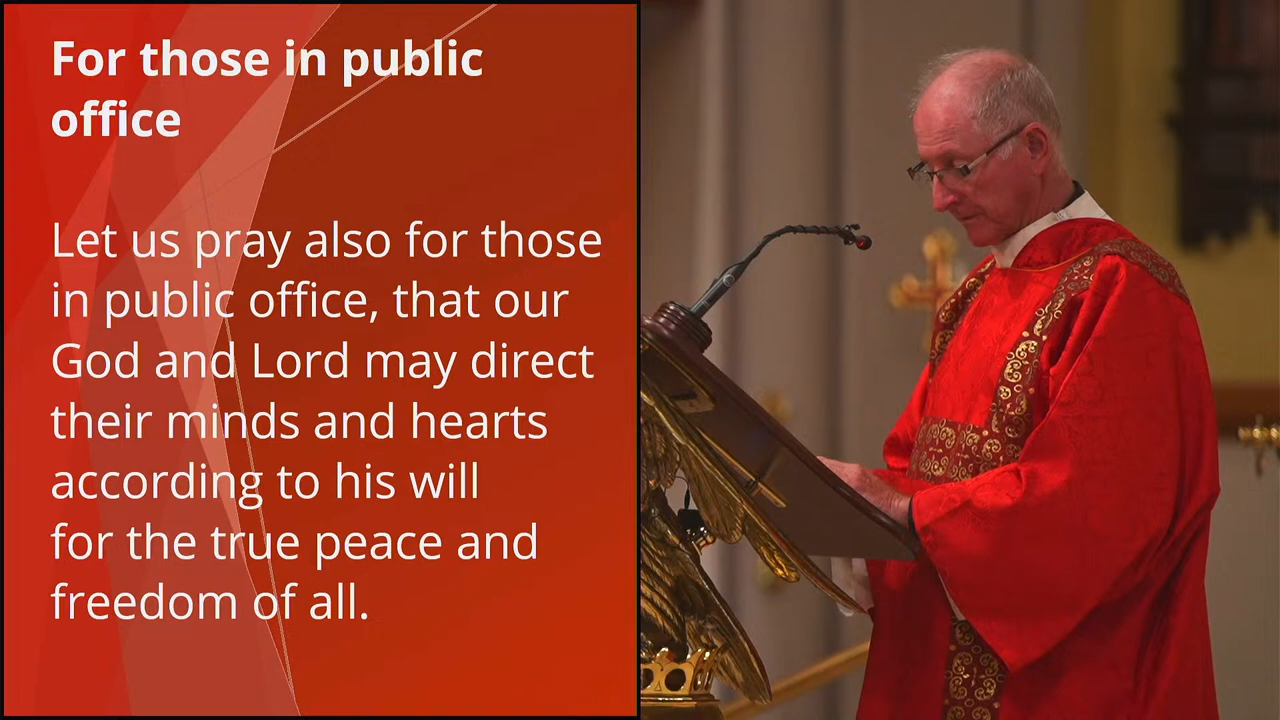 For those in public
office
Let us pray also for those
in public office, that our
God and Lord may direct
their minds and hearts
according to his will
for the true peace and
freedom of all.